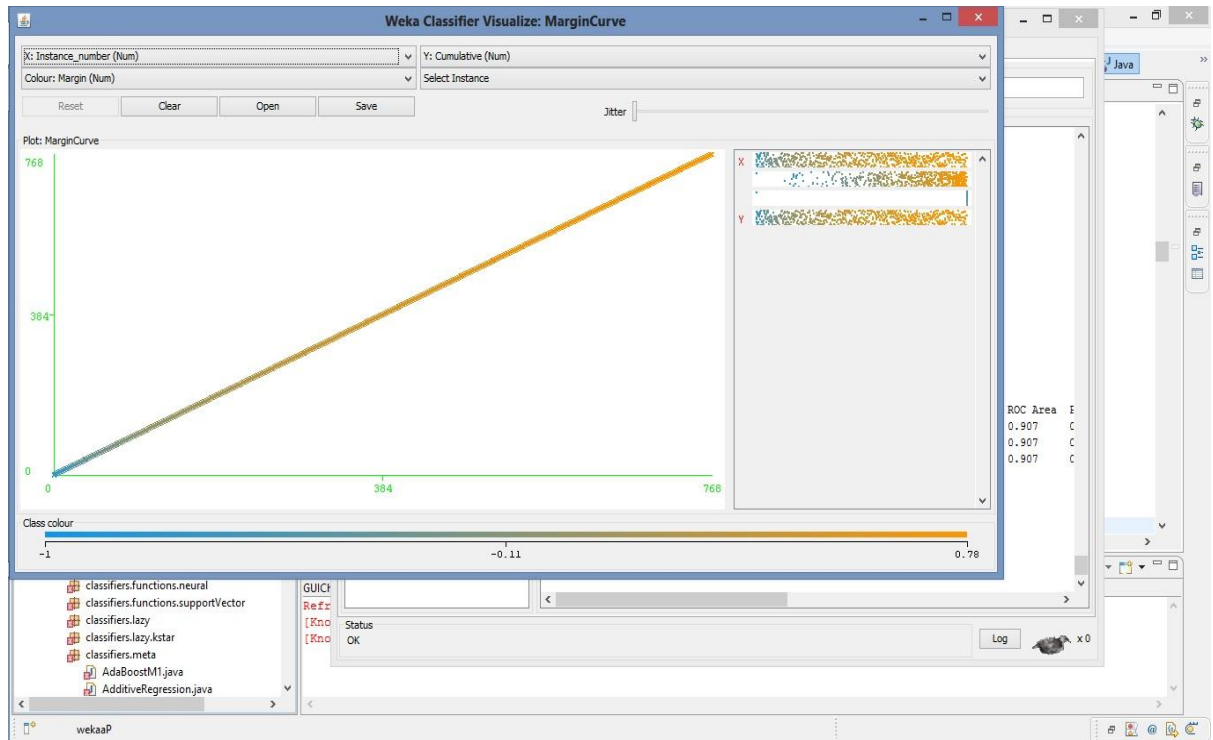 Weka Classifier Visualize: MarginCurve
X: Instance_number (Num)
Y: Cumulative (Num)
Colour: Margin (Num)
Select Instance
Reset Clear Open Save Jitter
Plot: MarginCurve
768
384
0
0 384 768
X
Y
Class colour
-1 -0.11 0.78
Java
ROC Area
0.907
0.907
0.907
classifiers.functions.neural
classifiers.functions.supportVector
classifiers.lazy
classifiers.lazy.kstar
classifiers.meta
AdaBoostM1.java
AdditiveRegression.java
Refr
[Kno
[Kno
Status
OK
Log
x 0
wekaaP